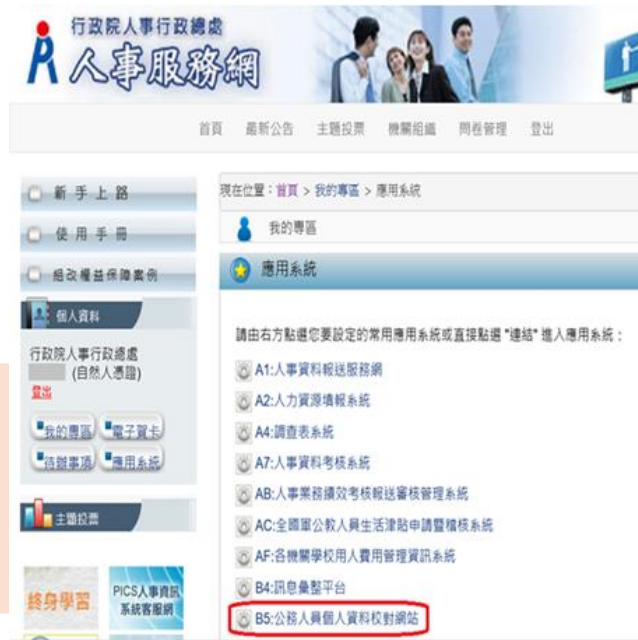 行政院人事行政總處
人事服務網
首頁 最新公告 主題投票 機關組織 問卷管理 登出
新手上路
使用手冊
組改權益保障案例
個人資料
行政院人事行政總處
(自然人憑證)
登出
我的專區 電子賀卡
待辦事項 應用系統
主題投票
終身學習
PICS人事資訊
系統客服網
現在位置：首頁 > 我的專區 > 應用系統
我的專區
應用系統
請由右方點選您要設定的常用應用系統或直接點選 "連結" 進入應用系統：
A1:人事資料報送服務網
A2:人力資源填報系統
A4:調查表系統
A7:人事資料考核系統
AB:人事業務績效考核報送審核管理系統
AC:全國軍公教人員生活津貼申請暨稽核系統
AF:各機關學校用人費用管理資訊系統
B4:訊息彙整平台
B5:公務人員個人資料校對網站